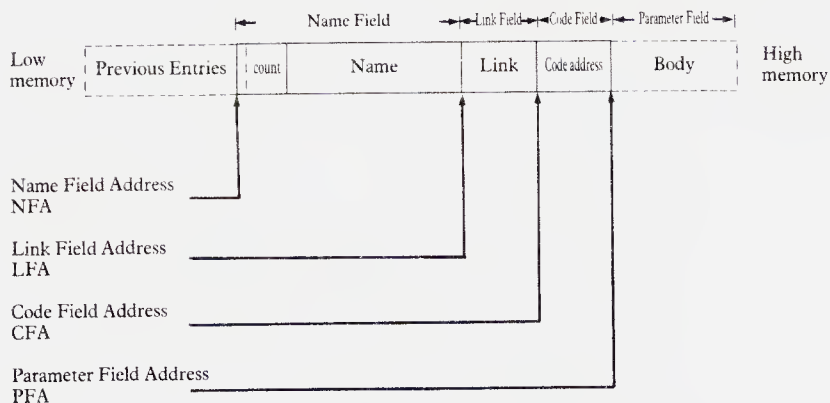 Name Field Link Field Code Field Parameter Field
Low memory Previous Entries count Name Link Code address Body High memory
Name Field Address
NFA
Link Field Address
LFA
Code Field Address
CFA
Parameter Field Address
PFA